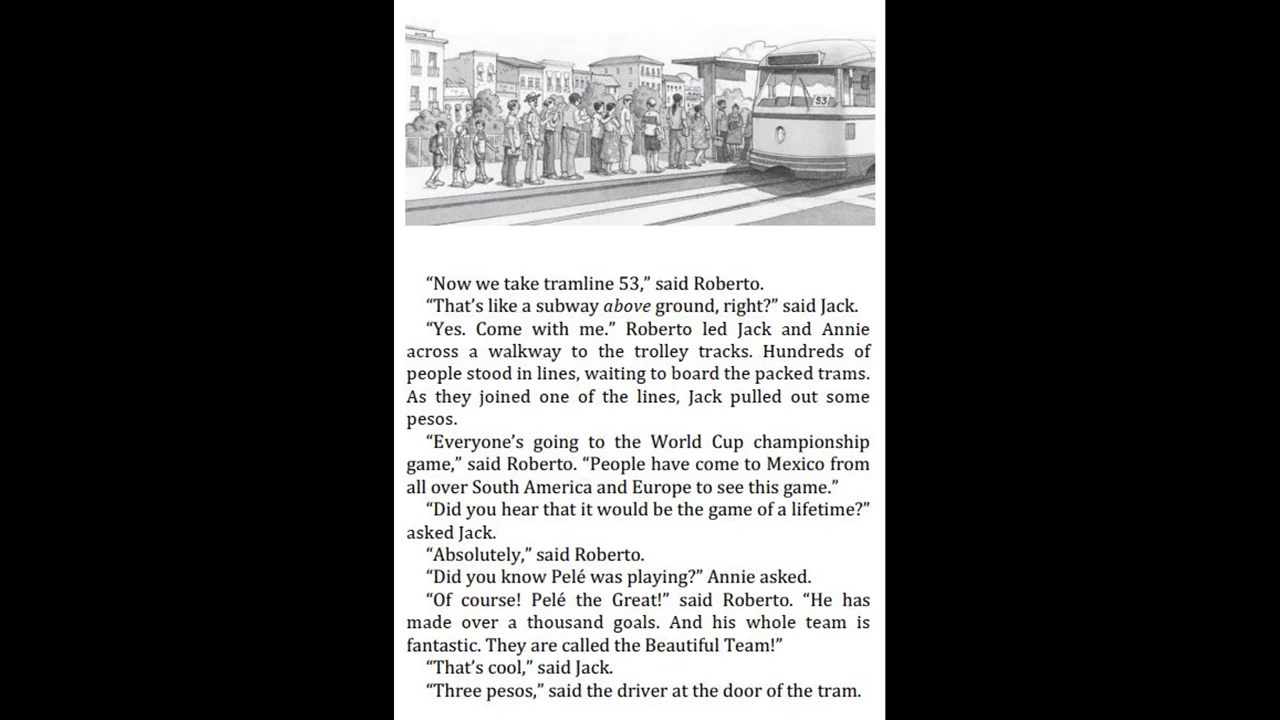 53
“Now we take tramline 53,” said Roberto.
“That’s like a subway above ground, right?” said Jack.
“Yes. Come with me.” Roberto led Jack and Annie
across a walkway to the trolley tracks. Hundreds of
people stood in lines, waiting to board the packed trams.
As they joined one of the lines, Jack pulled out some
pesos.
“Everyone’s going to the World Cup championship
game,” said Roberto. “People have come to Mexico from
all over South America and Europe to see this game.”
“Did you hear that it would be the game of a lifetime?”
asked Jack.
“Absolutely,” said Roberto.
“Did you know Pelé was playing?” Annie asked.
“Of course! Pelé the Great!” said Roberto. “He has
made over a thousand goals. And his whole team is
fantastic. They are called the Beautiful Team!”
“That’s cool,” said Jack.
“Three pesos,” said the driver at the door of the tram.